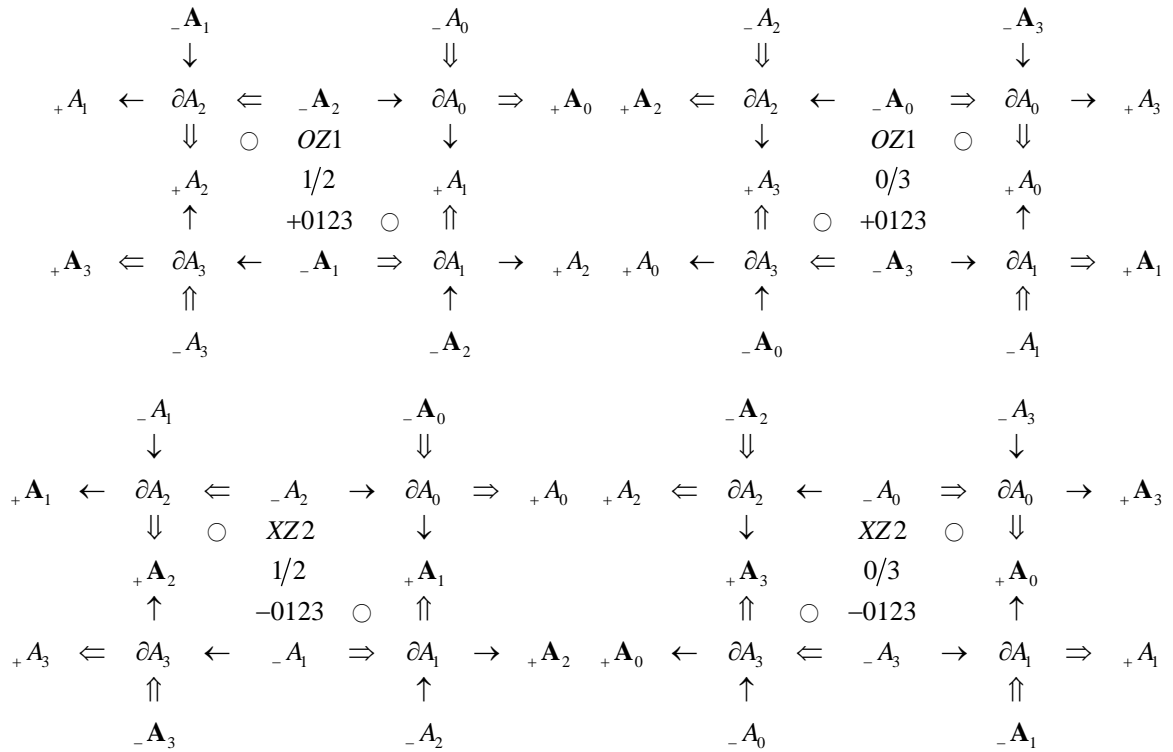 ₋𝐀₁ ₋A₀ ₋A₂ ₋𝐀₃
↓ ⇓ ⇓ ↓
₊A₁ ← ∂A₂ ⇐ ₋𝐀₂ → ∂A₀ ⇒ ₊𝐀₀ ₊𝐀₂ ⇐ ∂A₂ ← ₋𝐀₀ ⇒ ∂A₀ → ₊A₃
⇓ ○ OZ1 ↓ ↓ OZ1 ○ ⇓
₊A₂ 1/2 ₊A₁ ₊A₃ 0/3 ₊A₀
↑ +0123 ○ ⇑ ⇑ ○ +0123 ↑
₊𝐀₃ ⇐ ∂A₃ ← ₋𝐀₁ ⇒ ∂A₁ → ₊A₂ ₊A₀ ← ∂A₃ ⇐ ₋𝐀₃ → ∂A₁ ⇒ ₊𝐀₁
⇑ ↑ ↑ ⇑
₋A₃ ₋𝐀₂ ₋𝐀₀ ₋A₁
₋A₁ ₋𝐀₀ ₋𝐀₂ ₋A₃
↓ ⇓ ⇓ ↓
₊𝐀₁ ← ∂A₂ ⇐ ₋A₂ → ∂A₀ ⇒ ₊A₀ ₊A₂ ⇐ ∂A₂ ← ₋A₀ ⇒ ∂A₀ → ₊𝐀₃
⇓ ○ XZ2 ↓ ↓ XZ2 ○ ⇓
₊𝐀₂ 1/2 ₊𝐀₁ ₊𝐀₃ 0/3 ₊𝐀₀
↑ −0123 ○ ⇑ ⇑ ○ −0123 ↑
₊A₃ ⇐ ∂A₃ ← ₋A₁ ⇒ ∂A₁ → ₊𝐀₂ ₊𝐀₀ ← ∂A₃ ⇐ ₋A₃ → ∂A₁ ⇒ ₊A₁
⇑ ↑ ↑ ⇑
₋𝐀₃ ₋A₂ ₋A₀ ₋𝐀₁